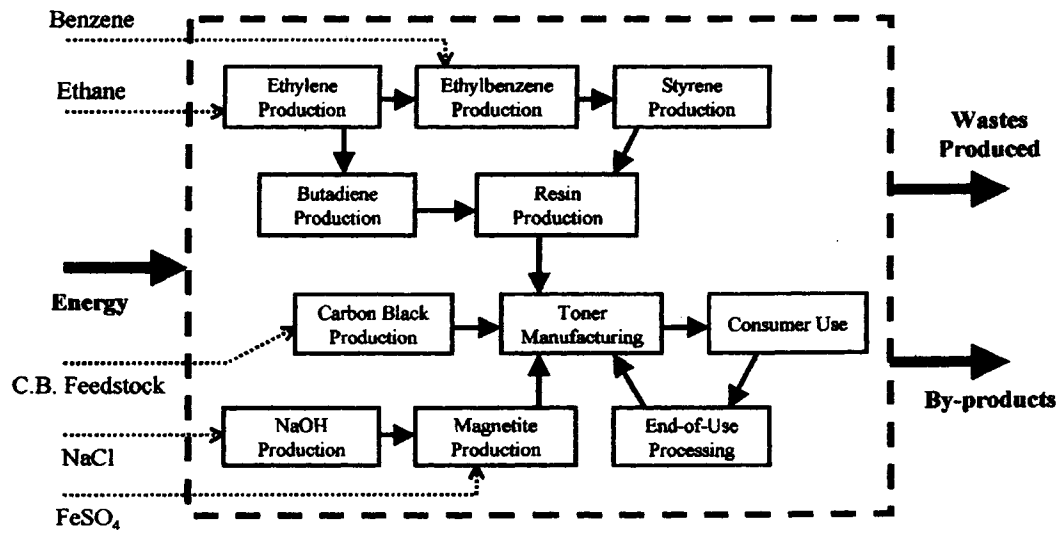 Benzene
Ethane
Ethylene
Production
Ethylbenzene
Production
Styrene
Production
Wastes
Produced
Butadiene
Production
Resin
Production
Energy
Carbon Black
Production
Toner
Manufacturing
Consumer Use
C.B. Feedstock
By-products
NaOH
Production
Magnetite
Production
End-of-Use
Processing
NaCl
FeSO₄